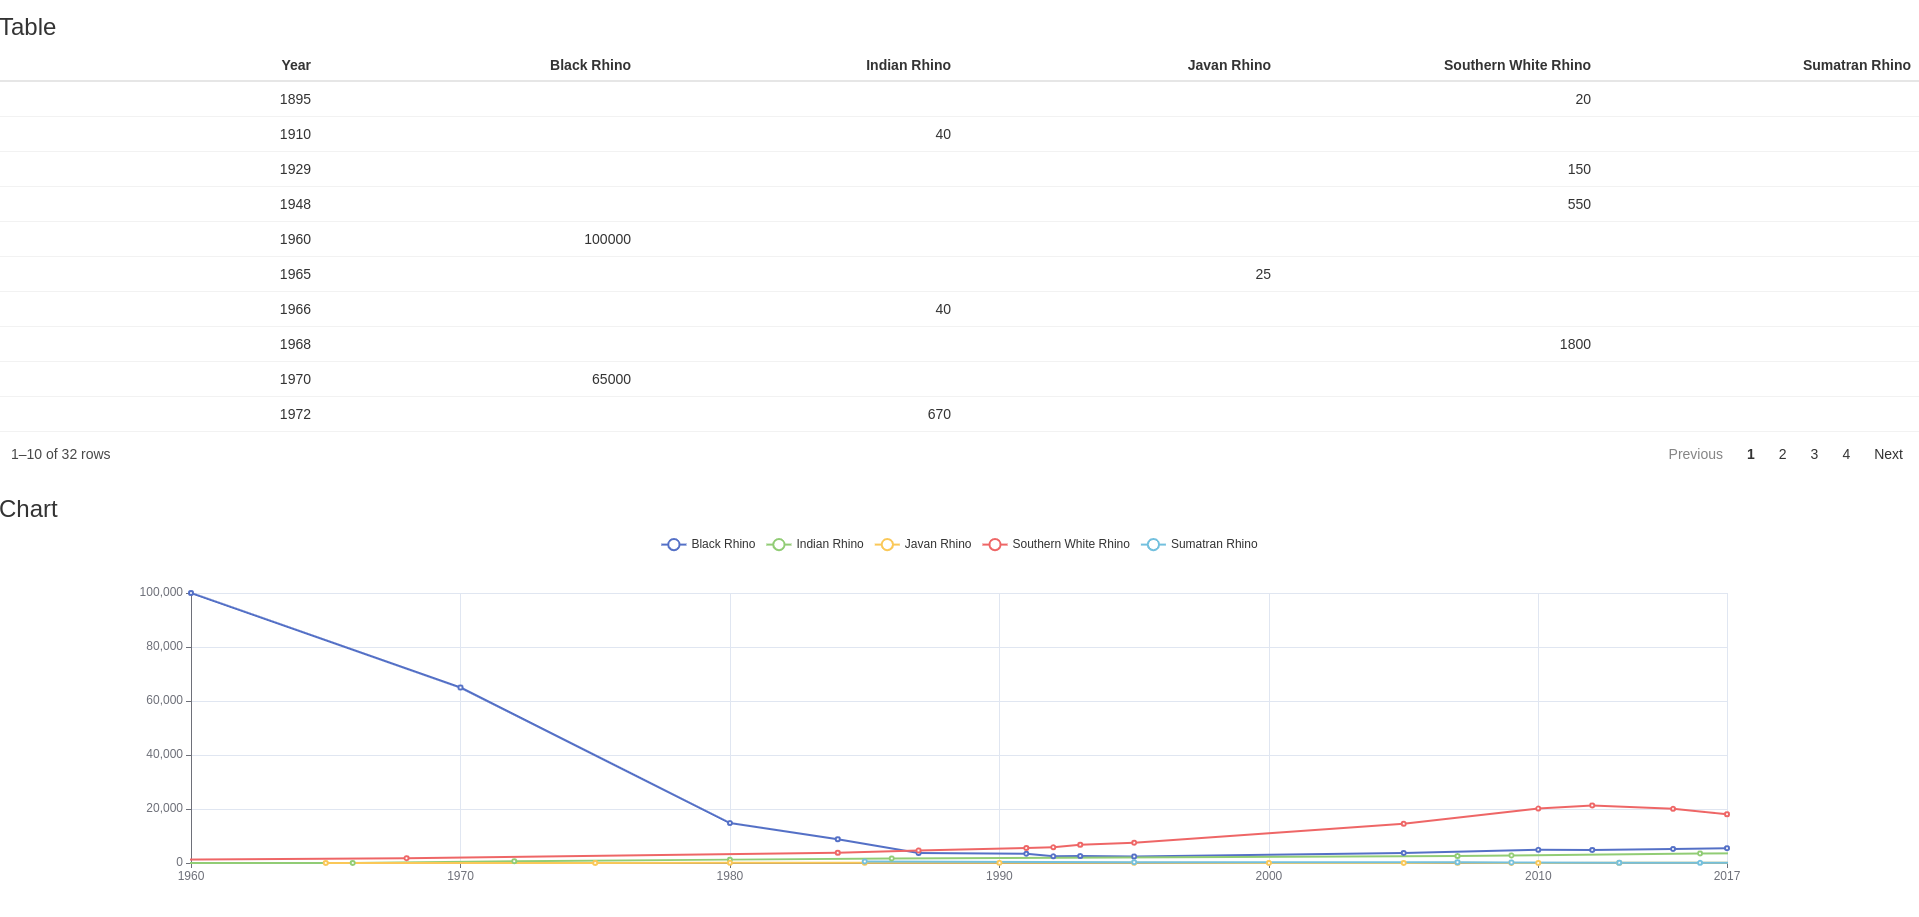 Table
Year Black Rhino Indian Rhino Javan Rhino Southern White Rhino Sumatran Rhino
1895 20
1910 40
1929 150
1948 550
1960 100000
1965 25
1966 40
1968 1800
1970 65000
1972 670
1–10 of 32 rows Previous 1 2 3 4 Next
Chart
Black Rhino Indian Rhino Javan Rhino Southern White Rhino Sumatran Rhino
100,000
80,000
60,000
40,000
20,000
0
1960 1970 1980 1990 2000 2010 2017